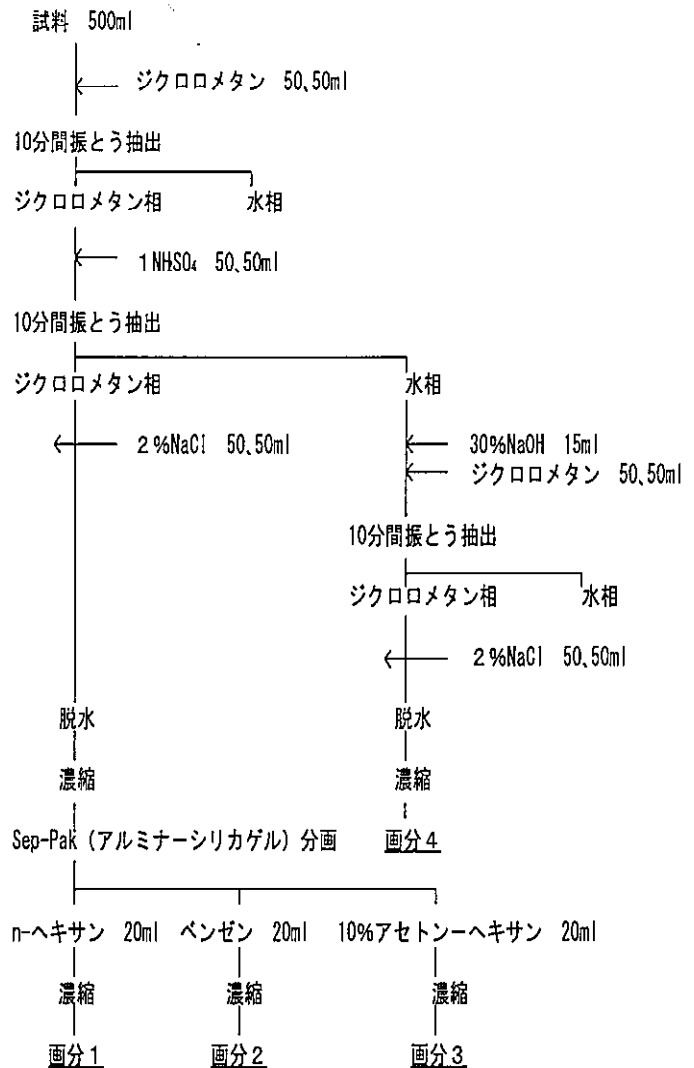 試料 500ml
ジクロロメタン 50、50ml
10分間振とう抽出
ジクロロメタン相 水相
1NH₂SO₄ 50、50ml
10分間振とう抽出
ジクロロメタン相 水相
2%NaCl 50、50ml 30%NaOH 15ml
ジクロロメタン 50、50ml
10分間振とう抽出
ジクロロメタン相 水相
2%NaCl 50、50ml
脱水 脱水
濃縮 濃縮
Sep-Pak (アルミナーシリカゲル) 分画 画分4
n-ヘキサン 20ml ベンゼン 20ml 10%アセトンーヘキサン 20ml
濃縮 濃縮 濃縮
画分1 画分2 画分3